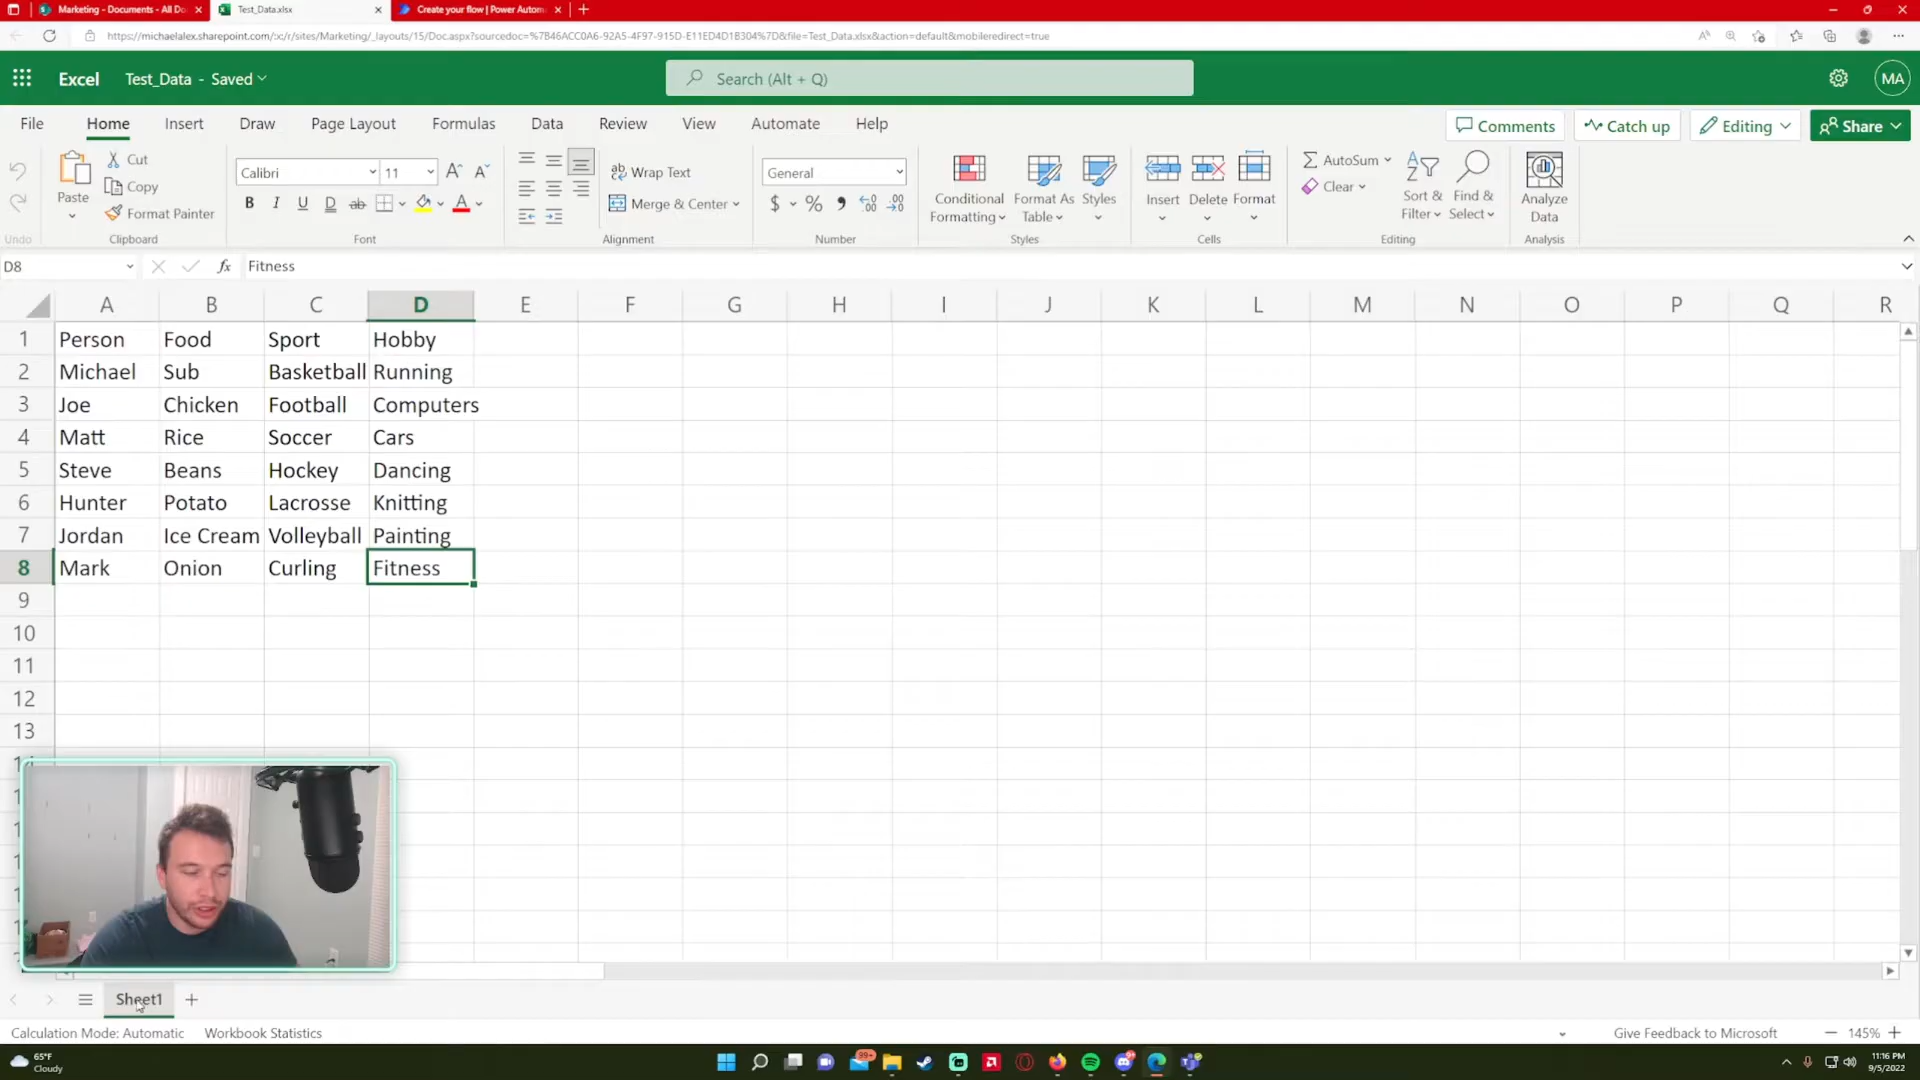 Marketing - Documents - All Do
Test_Data.xlsx
Create your flow | Power Autom
https://michaelalex.sharepoint.com/:x:/r/sites/Marketing/_layouts/15/Doc.aspx?sourcedoc=%7B46ACC0A6-92A5-4F97-915D-E11ED4D1B304%7D&file=Test_Data.xlsx&action=default&mobileredirect=true
Excel Test_Data - Saved
Search (Alt + Q)
MA
File Home Insert Draw Page Layout Formulas Data Review View Automate Help
Comments Catch up Editing Share
Paste Cut Copy Format Painter
Calibri 11
B I U D ab A
Wrap Text
Merge & Center
General
$ % 9
Conditional Formatting
Format As Table
Styles
Insert Delete Format
AutoSum
Clear
Sort & Filter
Find & Select
Analyze Data
Undo Clipboard Font Alignment Number Styles Cells Editing Analysis
D8 fx Fitness
A B C D E F G H I J K L M N O P Q R
1 Person Food Sport Hobby
2 Michael Sub Basketball Running
3 Joe Chicken Football Computers
4 Matt Rice Soccer Cars
5 Steve Beans Hockey Dancing
6 Hunter Potato Lacrosse Knitting
7 Jordan Ice Cream Volleyball Painting
8 Mark Onion Curling Fitness
9
10
11
12
13
Sheet1
Calculation Mode: Automatic Workbook Statistics
Give Feedback to Microsoft 145%
65°F
Cloudy
99+
11:16 PM
9/5/2022